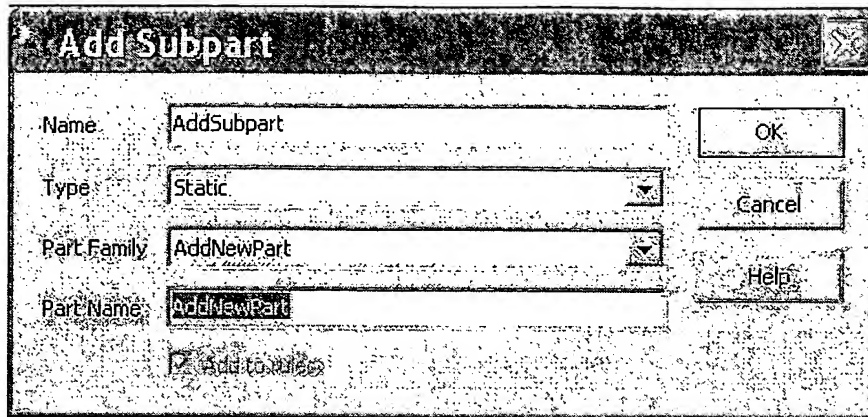 Add Subpart
Name AddSubpart OK
Type Static Cancel
Part Family AddNewPart
Part Name AddNewPart Help
Add to rules